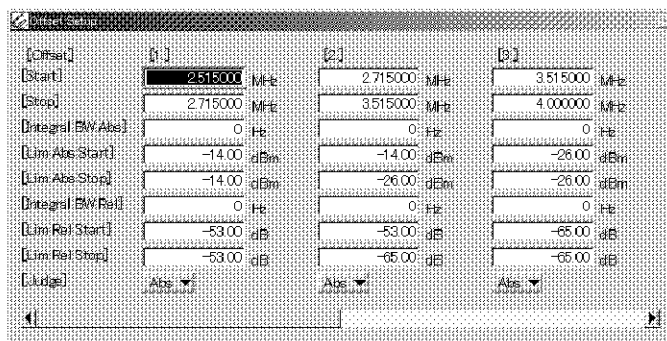 Offset Setup
[Offset] [1] [2] [3]
[Start] 2.515000 MHz 2.715000 MHz 3.515000 MHz
[Stop] 2.715000 MHz 3.515000 MHz 4.000000 MHz
[Integral BW Abs] 0 Hz 0 Hz 0 Hz
[Lim Abs Start] -14.00 dBm -14.00 dBm -26.00 dBm
[Lim Abs Stop] -14.00 dBm -26.00 dBm -26.00 dBm
[Integral BW Rel] 0 Hz 0 Hz 0 Hz
[Lim Rel Start] -53.00 dB -53.00 dB -65.00 dB
[Lim Rel Stop] -53.00 dB -65.00 dB -65.00 dB
[Judge] Abs Abs Abs